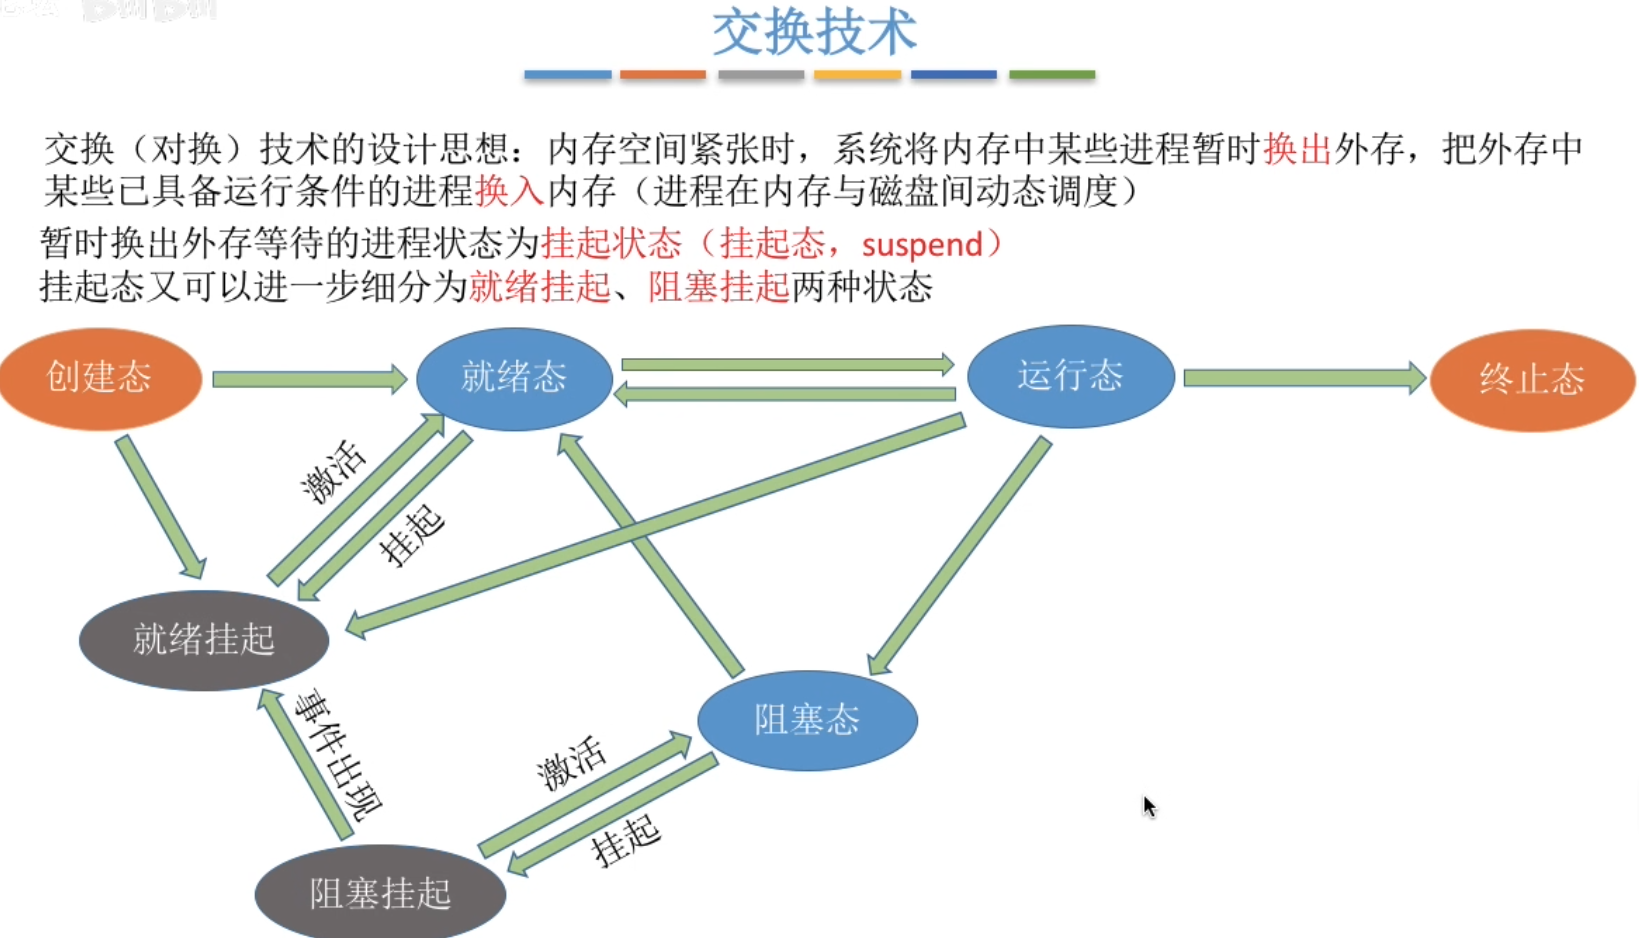 交换技术
交换（对换）技术的设计思想：内存空间紧张时，系统将内存中某些进程暂时换出外存，把外存中
某些已具备运行条件的进程换入内存（进程在内存与磁盘间动态调度）
暂时换出外存等待的进程状态为挂起状态（挂起态，suspend）
挂起态又可以进一步细分为就绪挂起、阻塞挂起两种状态
创建态
就绪态
运行态
终止态
激活
挂起
就绪挂起
事件出现
阻塞态
激活
挂起
阻塞挂起